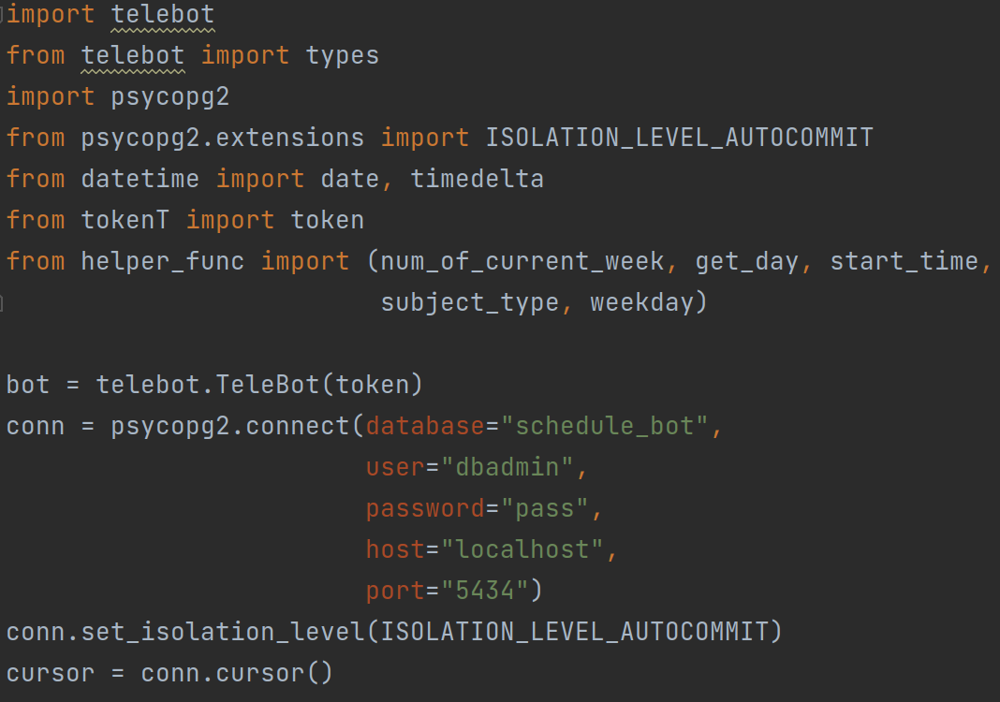 import telebot
from telebot import types
import psycopg2
from psycopg2.extensions import ISOLATION_LEVEL_AUTOCOMMIT
from datetime import date, timedelta
from tokenT import token
from helper_func import (num_of_current_week, get_day, start_time,
                         subject_type, weekday)

bot = telebot.TeleBot(token)
conn = psycopg2.connect(database="schedule_bot",
                        user="dbadmin",
                        password="pass",
                        host="localhost",
                        port="5434")
conn.set_isolation_level(ISOLATION_LEVEL_AUTOCOMMIT)
cursor = conn.cursor()